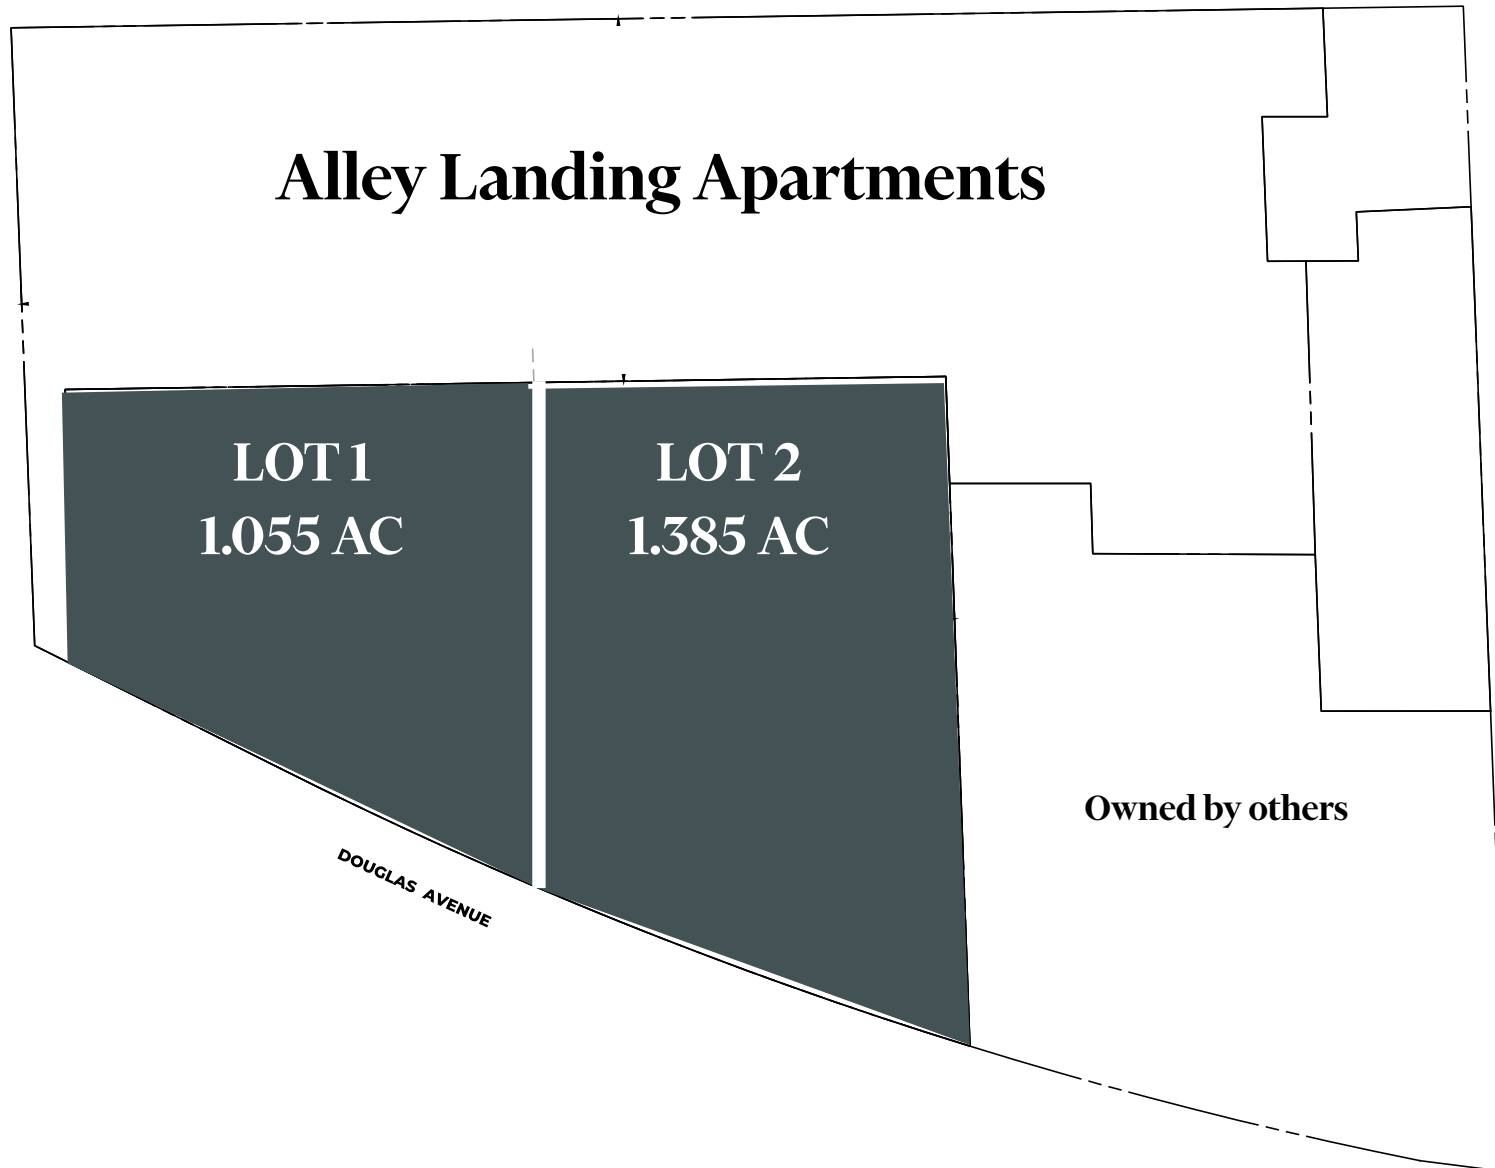 Alley Landing Apartments
LOT 1
1.055 AC
LOT 2
1.385 AC
Owned by others
DOUGLAS AVENUE